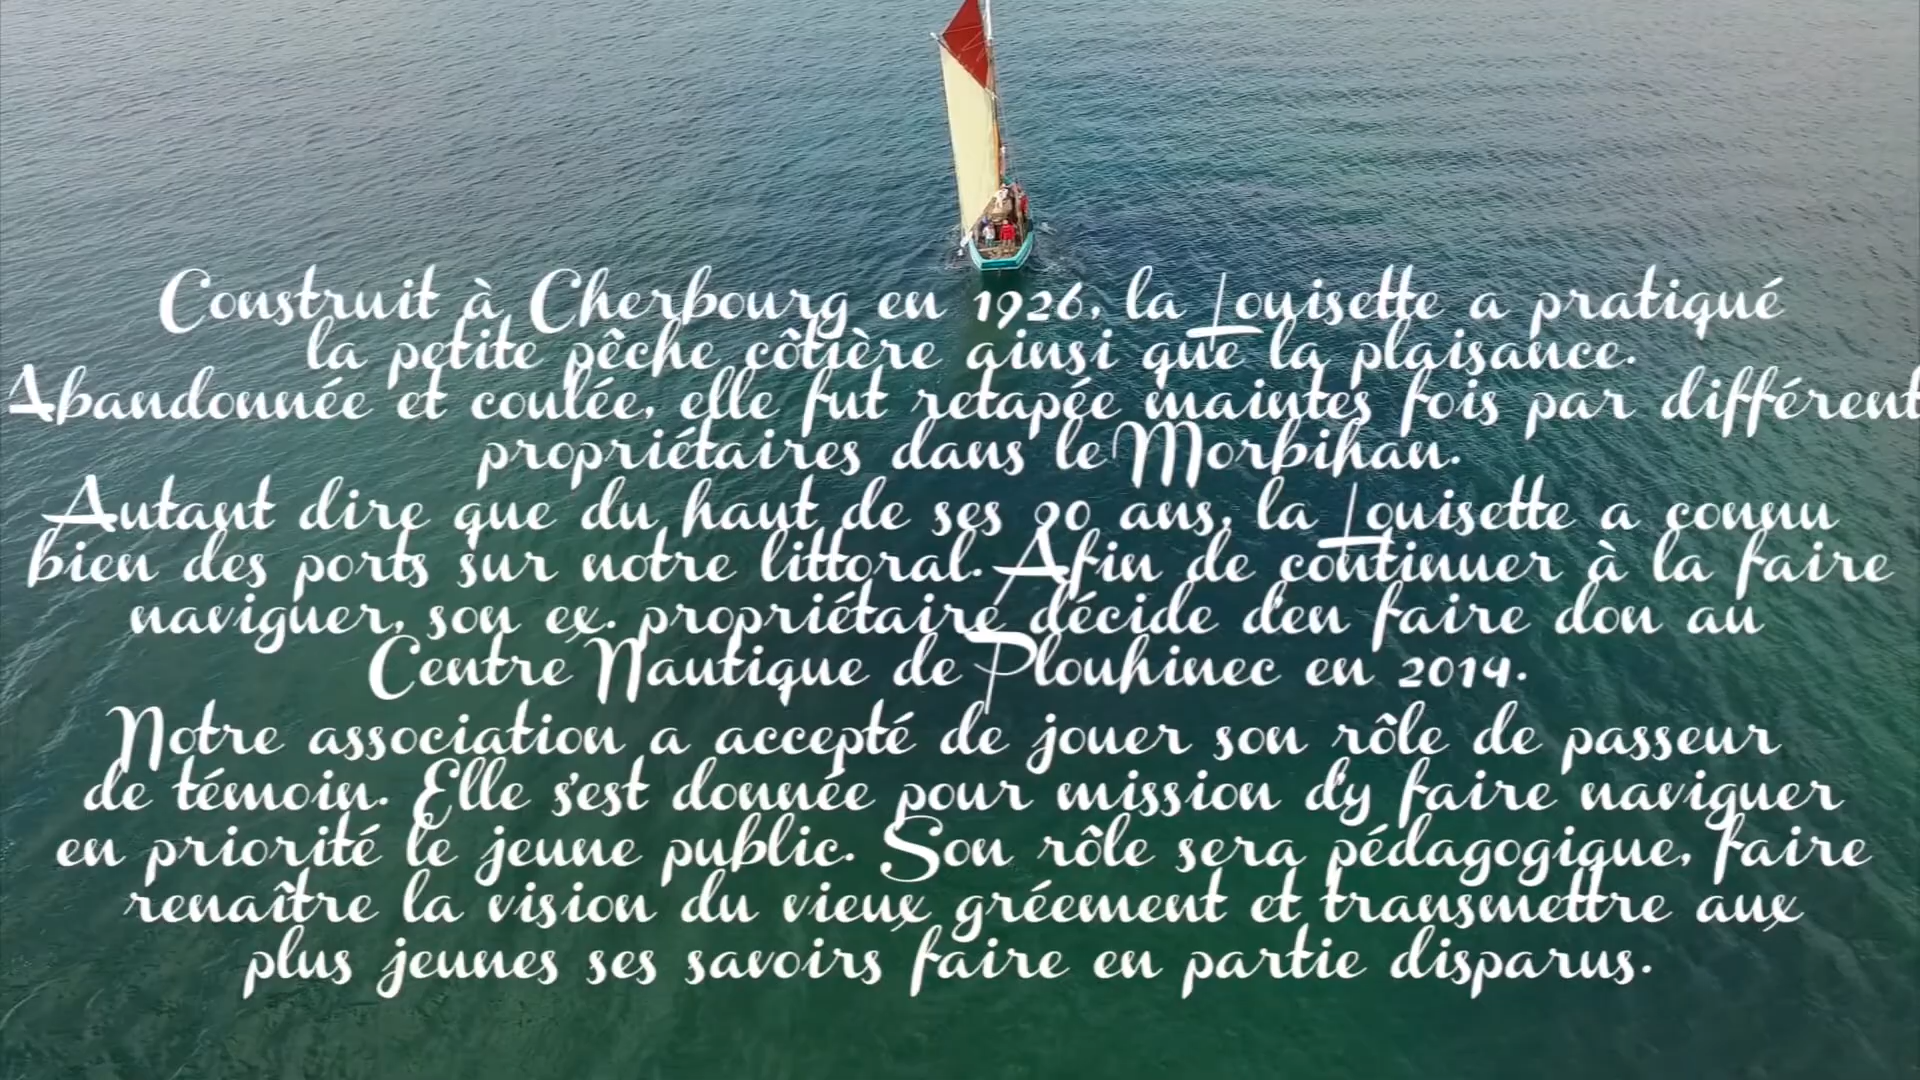 Construit à Cherbourg en 1926, la Louisette a pratiqué
la petite pêche côtière ainsi que la plaisance.
Abandonnée et coulée, elle fut retapée maintes fois par différent
propriétaires dans le Morbihan.
Autant dire que du haut de ses 90 ans, la Louisette a connu
bien des ports sur notre littoral. Afin de continuer à la faire
naviguer, son ex. propriétaire décide d'en faire don au
Centre Nautique de Plouhinec en 2014.
Notre association a accepté de jouer son rôle de passeur
de témoin. Elle s'est donnée pour mission d'y faire naviguer
en priorité le jeune public. Son rôle sera pédagogique, faire
renaître la vision du vieux gréement et transmettre aux
plus jeunes ses savoirs faire en partie disparus.